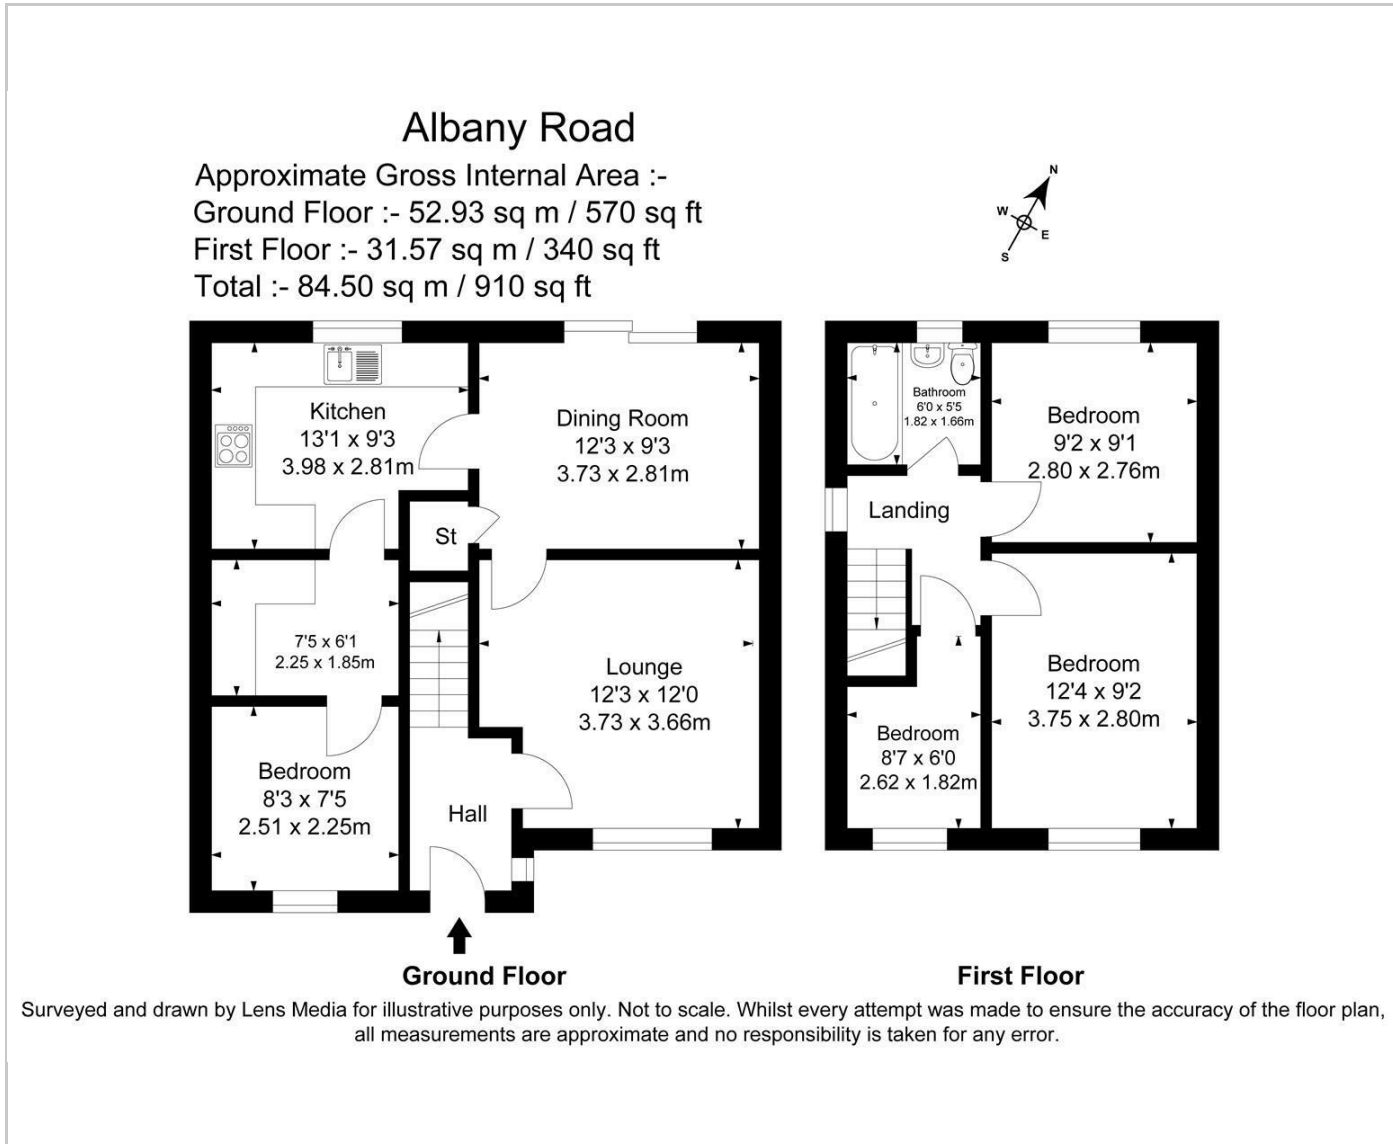 Albany Road
Approximate Gross Internal Area :-
Ground Floor :- 52.93 sq m / 570 sq ft
First Floor :- 31.57 sq m / 340 sq ft
Total :- 84.50 sq m / 910 sq ft
N
W
E
S
Kitchen
13'1 x 9'3
3.98 x 2.81m
Dining Room
12'3 x 9'3
3.73 x 2.81m
St
7'5 x 6'1
2.25 x 1.85m
Lounge
12'3 x 12'0
3.73 x 3.66m
Bedroom
8'3 x 7'5
2.51 x 2.25m
Hall
Ground Floor
Bathroom
6'0 x 5'5
1.82 x 1.66m
Bedroom
9'2 x 9'1
2.80 x 2.76m
Landing
Bedroom
12'4 x 9'2
3.75 x 2.80m
Bedroom
8'7 x 6'0
2.62 x 1.82m
First Floor
Surveyed and drawn by Lens Media for illustrative purposes only. Not to scale. Whilst every attempt was made to ensure the accuracy of the floor plan,
all measurements are approximate and no responsibility is taken for any error.